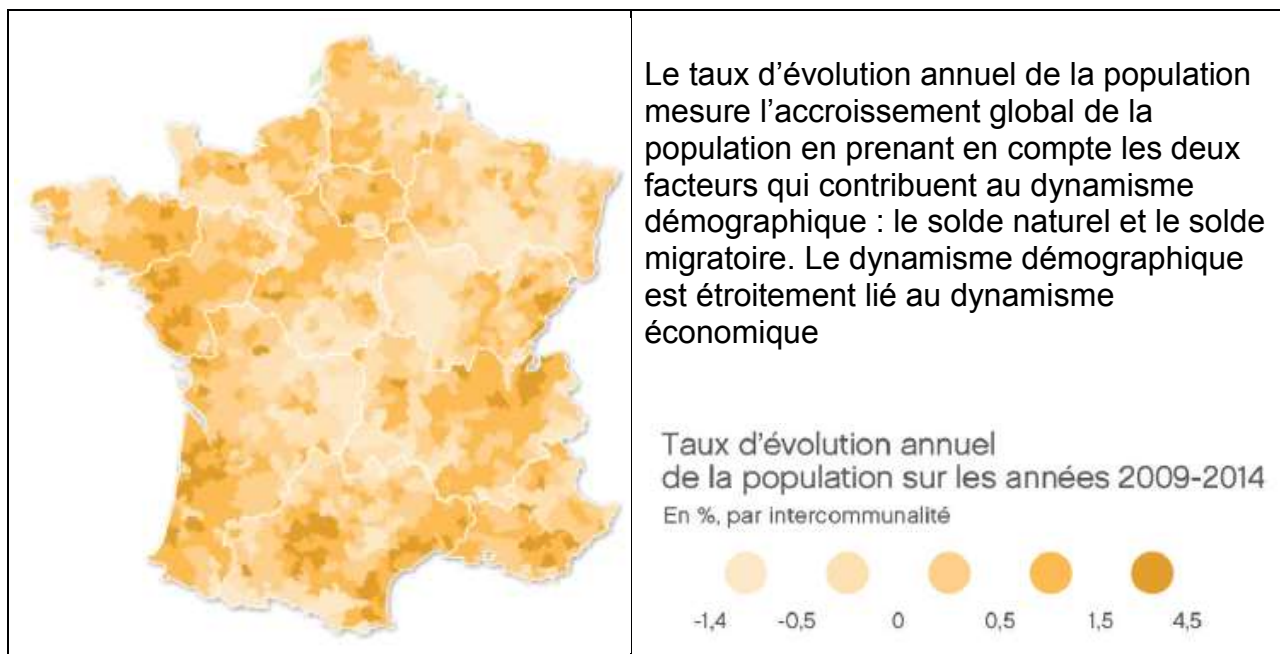 Le taux d’évolution annuel de la population
mesure l’accroissement global de la
population en prenant en compte les deux
facteurs qui contribuent au dynamisme
démographique : le solde naturel et le solde
migratoire. Le dynamisme démographique
est étroitement lié au dynamisme
économique
Taux d’évolution annuel
de la population sur les années 2009-2014
En %, par intercommunalité
-1,4 -0,5 0 0,5 1,5 4,5